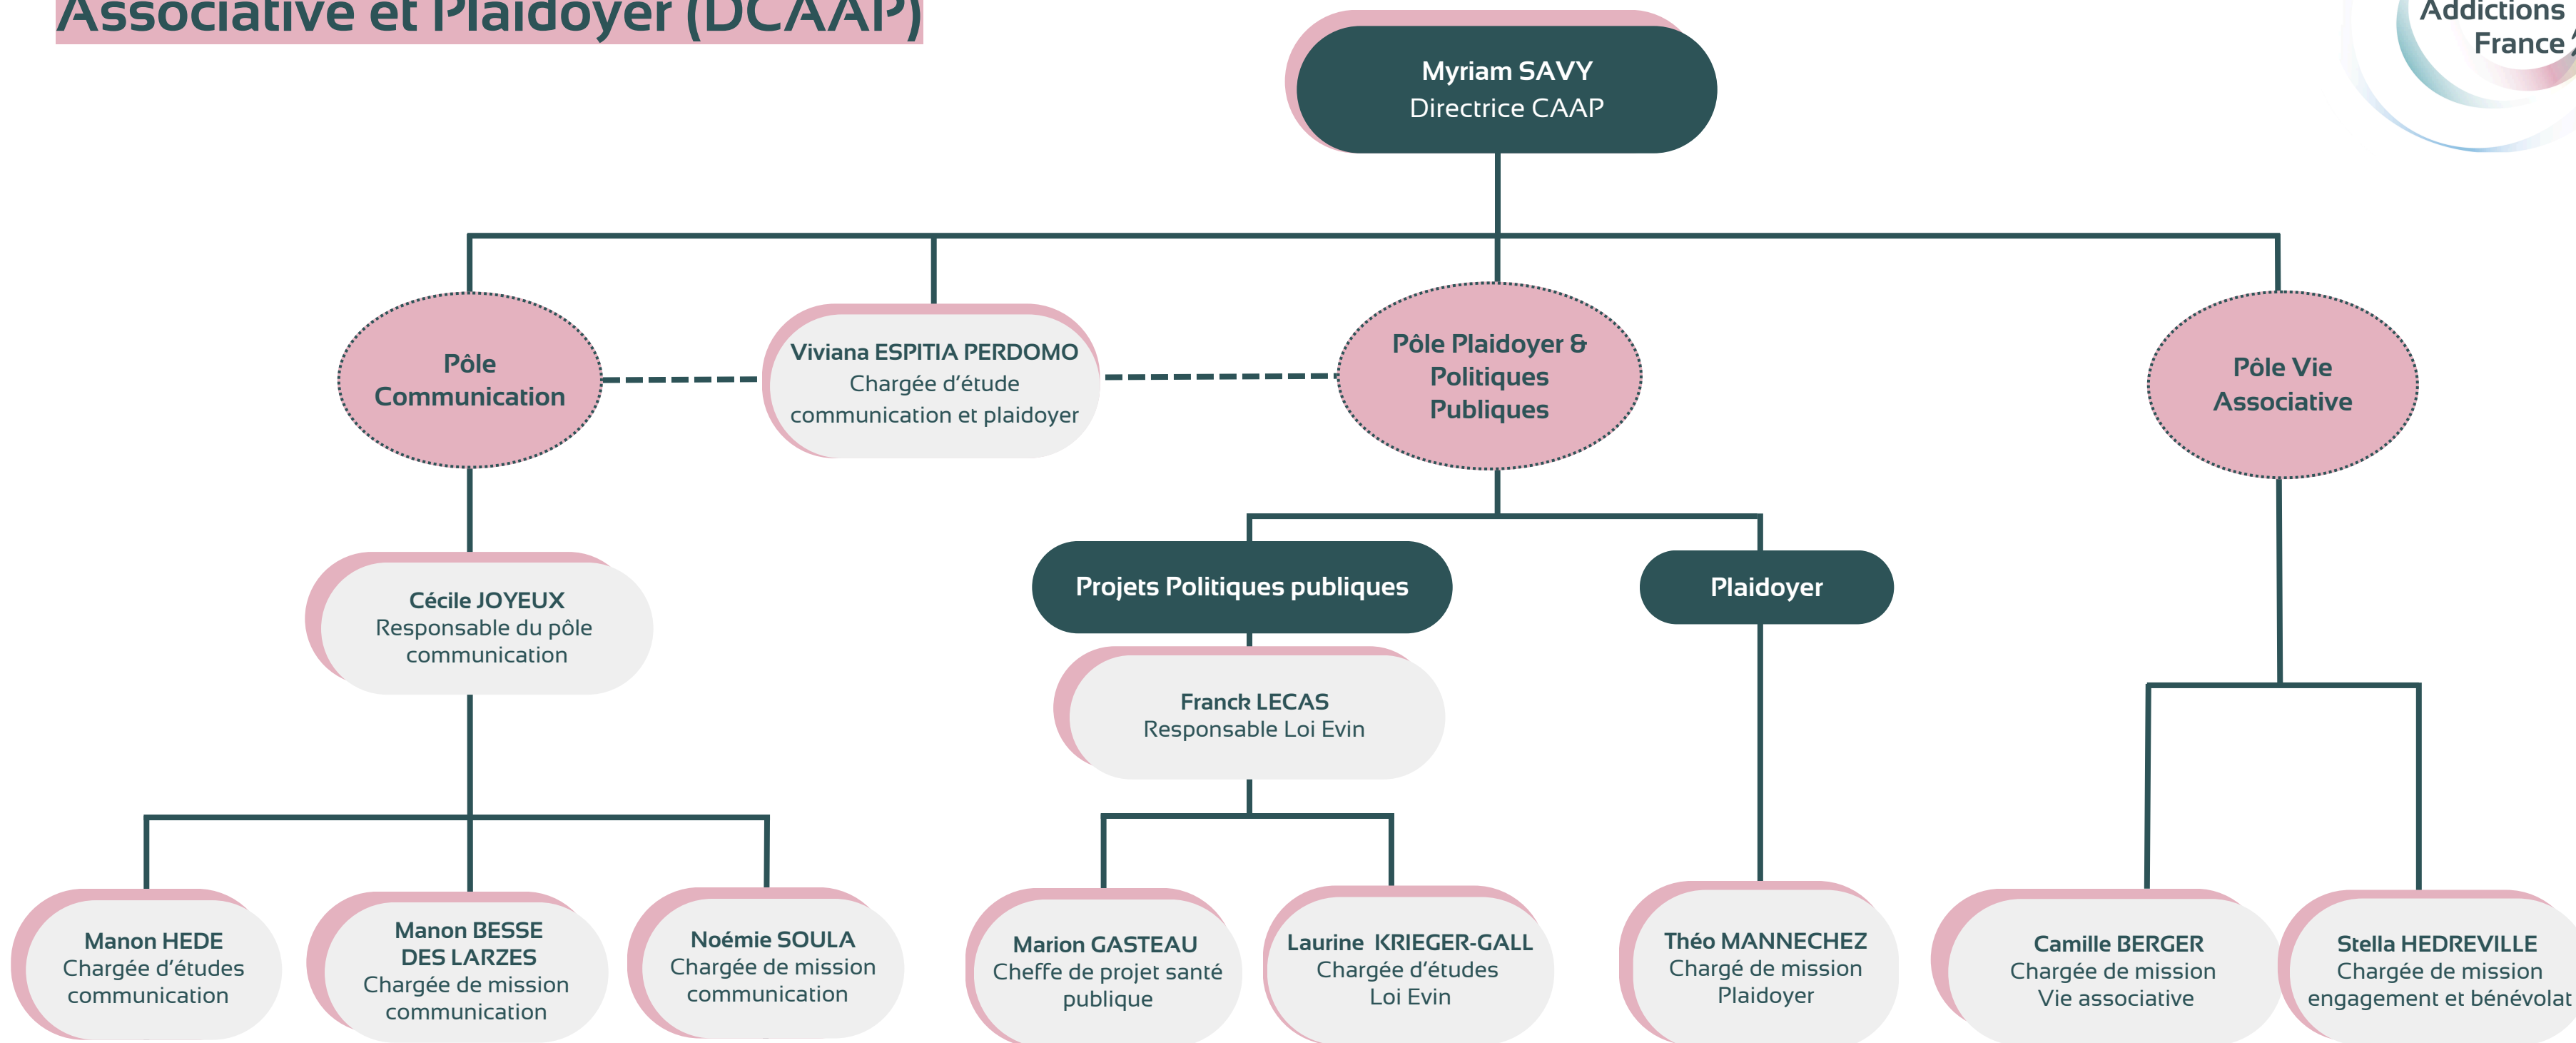 Associative et Plaidoyer (DCAAP)
Addictions
France
Myriam SAVY
Directrice CAAP
Pôle
Communication
Viviana ESPITIA PERDOMO
Chargée d'étude
communication et plaidoyer
Pôle Plaidoyer &
Politiques
Publiques
Pôle Vie
Associative
Cécile JOYEUX
Responsable du pôle
communication
Projets Politiques publiques
Plaidoyer
Franck LECAS
Responsable Loi Evin
Manon HEDE
Chargée d'études
communication
Manon BESSE
DES LARZES
Chargée de mission
communication
Noémie SOULA
Chargée de mission
communication
Marion GASTEAU
Cheffe de projet santé
publique
Laurine KRIEGER-GALL
Chargée d'études
Loi Evin
Théo MANNECHEZ
Chargé de mission
Plaidoyer
Camille BERGER
Chargée de mission
Vie associative
Stella HEDREVILLE
Chargée de mission
engagement et bénévolat